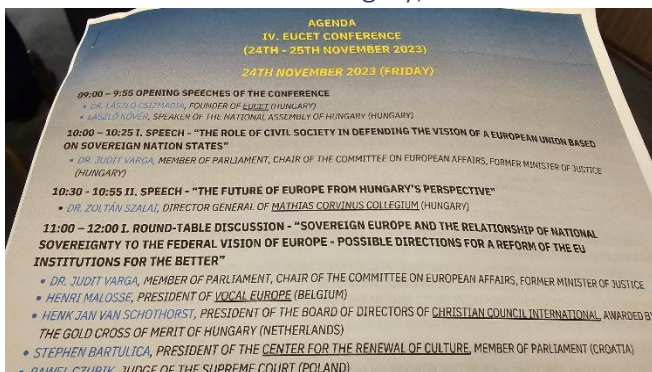 AGENDA
IV. EUCET CONFERENCE
(24TH - 25TH NOVEMBER 2023)
24TH NOVEMBER 2023 (FRIDAY)
09:00 – 9:55 OPENING SPEECHES OF THE CONFERENCE
• DR. LÁSZLÓ CSIZMADIA, FOUNDER OF EUCET (HUNGARY)
• LÁSZLÓ KÖVÉR, SPEAKER OF THE NATIONAL ASSEMBLY OF HUNGARY (HUNGARY)
10:00 – 10:25 I. SPEECH - "THE ROLE OF CIVIL SOCIETY IN DEFENDING THE VISION OF A EUROPEAN UNION BASED
ON SOVEREIGN NATION STATES"
• DR. JUDIT VARGA, MEMBER OF PARLIAMENT, CHAIR OF THE COMMITTEE ON EUROPEAN AFFAIRS, FORMER MINISTER OF JUSTICE
(HUNGARY)
10:30 - 10:55 II. SPEECH - "THE FUTURE OF EUROPE FROM HUNGARY'S PERSPECTIVE"
• DR. ZOLTÁN SZALAI, DIRECTOR GENERAL OF MATHIAS CORVINUS COLLEGIUM (HUNGARY)
11:00 – 12:00 I. ROUND-TABLE DISCUSSION - "SOVEREIGN EUROPE AND THE RELATIONSHIP OF NATIONAL
SOVEREIGNTY TO THE FEDERAL VISION OF EUROPE - POSSIBLE DIRECTIONS FOR A REFORM OF THE EU
INSTITUTIONS FOR THE BETTER"
• DR. JUDIT VARGA, MEMBER OF PARLIAMENT, CHAIR OF THE COMMITTEE ON EUROPEAN AFFAIRS, FORMER MINISTER OF JUSTICE
• HENRI MALOSSE, PRESIDENT OF VOCAL EUROPE (BELGIUM)
• HENK JAN VAN SCHOTHORST, PRESIDENT OF THE BOARD OF DIRECTORS OF CHRISTIAN COUNCIL INTERNATIONAL, AWARDED BY
THE GOLD CROSS OF MERIT OF HUNGARY (NETHERLANDS)
• STEPHEN BARTULICA, PRESIDENT OF THE CENTER FOR THE RENEWAL OF CULTURE, MEMBER OF PARLIAMENT (CROATIA)
• PAWEL CZUBIK, JUDGE OF THE SUPREME COURT (POLAND)